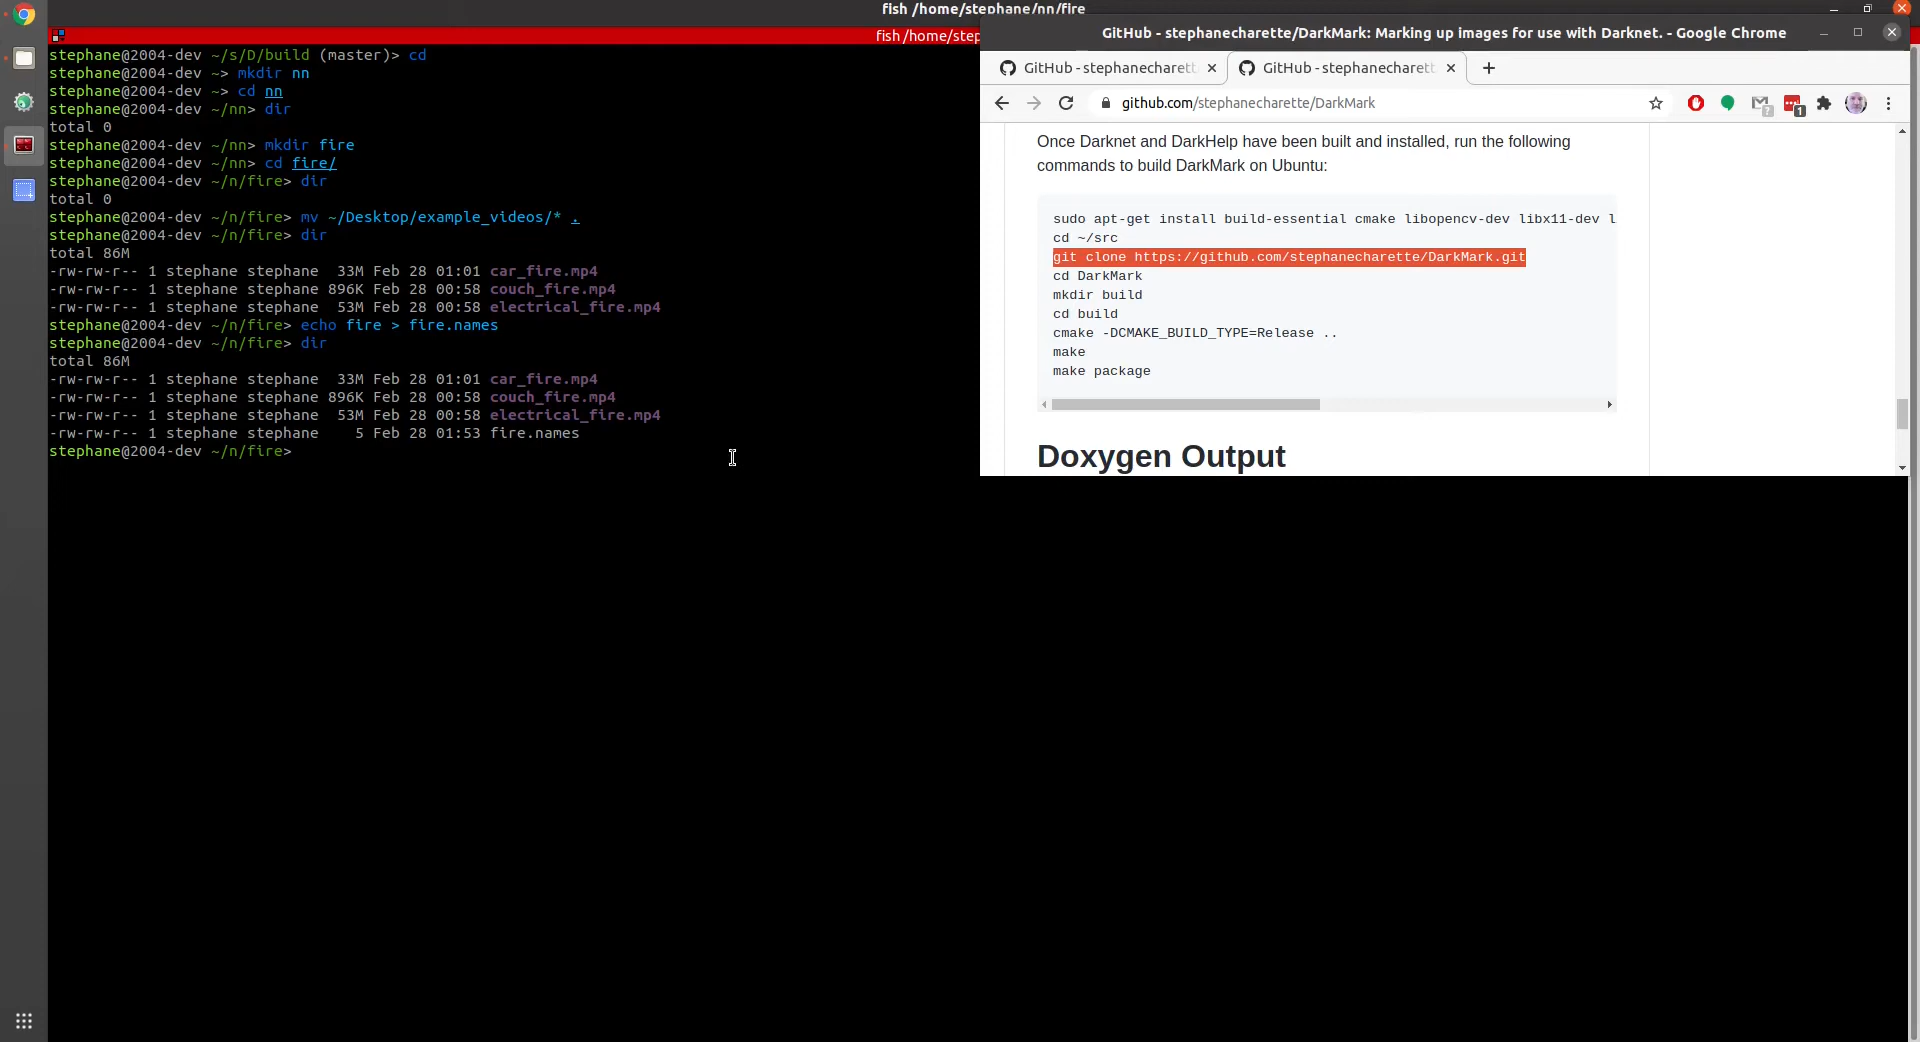 fish /home/stephane/nn/fire
fish /home/step
stephane@2004-dev ~/s/D/build (master)> cd
stephane@2004-dev ~> mkdir nn
stephane@2004-dev ~> cd nn
stephane@2004-dev ~/nn> dir
total 0
stephane@2004-dev ~/nn> mkdir fire
stephane@2004-dev ~/nn> cd fire/
stephane@2004-dev ~/n/fire> dir
total 0
stephane@2004-dev ~/n/fire> mv ~/Desktop/example_videos/* .
stephane@2004-dev ~/n/fire> dir
total 86M
-rw-rw-r-- 1 stephane stephane  33M Feb 28 01:01 car_fire.mp4
-rw-rw-r-- 1 stephane stephane 896K Feb 28 00:58 couch_fire.mp4
-rw-rw-r-- 1 stephane stephane  53M Feb 28 00:58 electrical_fire.mp4
stephane@2004-dev ~/n/fire> echo fire > fire.names
stephane@2004-dev ~/n/fire> dir
total 86M
-rw-rw-r-- 1 stephane stephane  33M Feb 28 01:01 car_fire.mp4
-rw-rw-r-- 1 stephane stephane 896K Feb 28 00:58 couch_fire.mp4
-rw-rw-r-- 1 stephane stephane  53M Feb 28 00:58 electrical_fire.mp4
-rw-rw-r-- 1 stephane stephane    5 Feb 28 01:53 fire.names
stephane@2004-dev ~/n/fire>
GitHub - stephanecharette/DarkMark: Marking up images for use with Darknet. - Google Chrome
GitHub - stephanecharett
GitHub - stephanecharett
github.com/stephanecharette/DarkMark
1
Once Darknet and DarkHelp have been built and installed, run the following
commands to build DarkMark on Ubuntu:
sudo apt-get install build-essential cmake libopencv-dev libx11-dev l
cd ~/src
git clone https://github.com/stephanecharette/DarkMark.git
cd DarkMark
mkdir build
cd build
cmake -DCMAKE_BUILD_TYPE=Release ..
make
make package
Doxygen Output